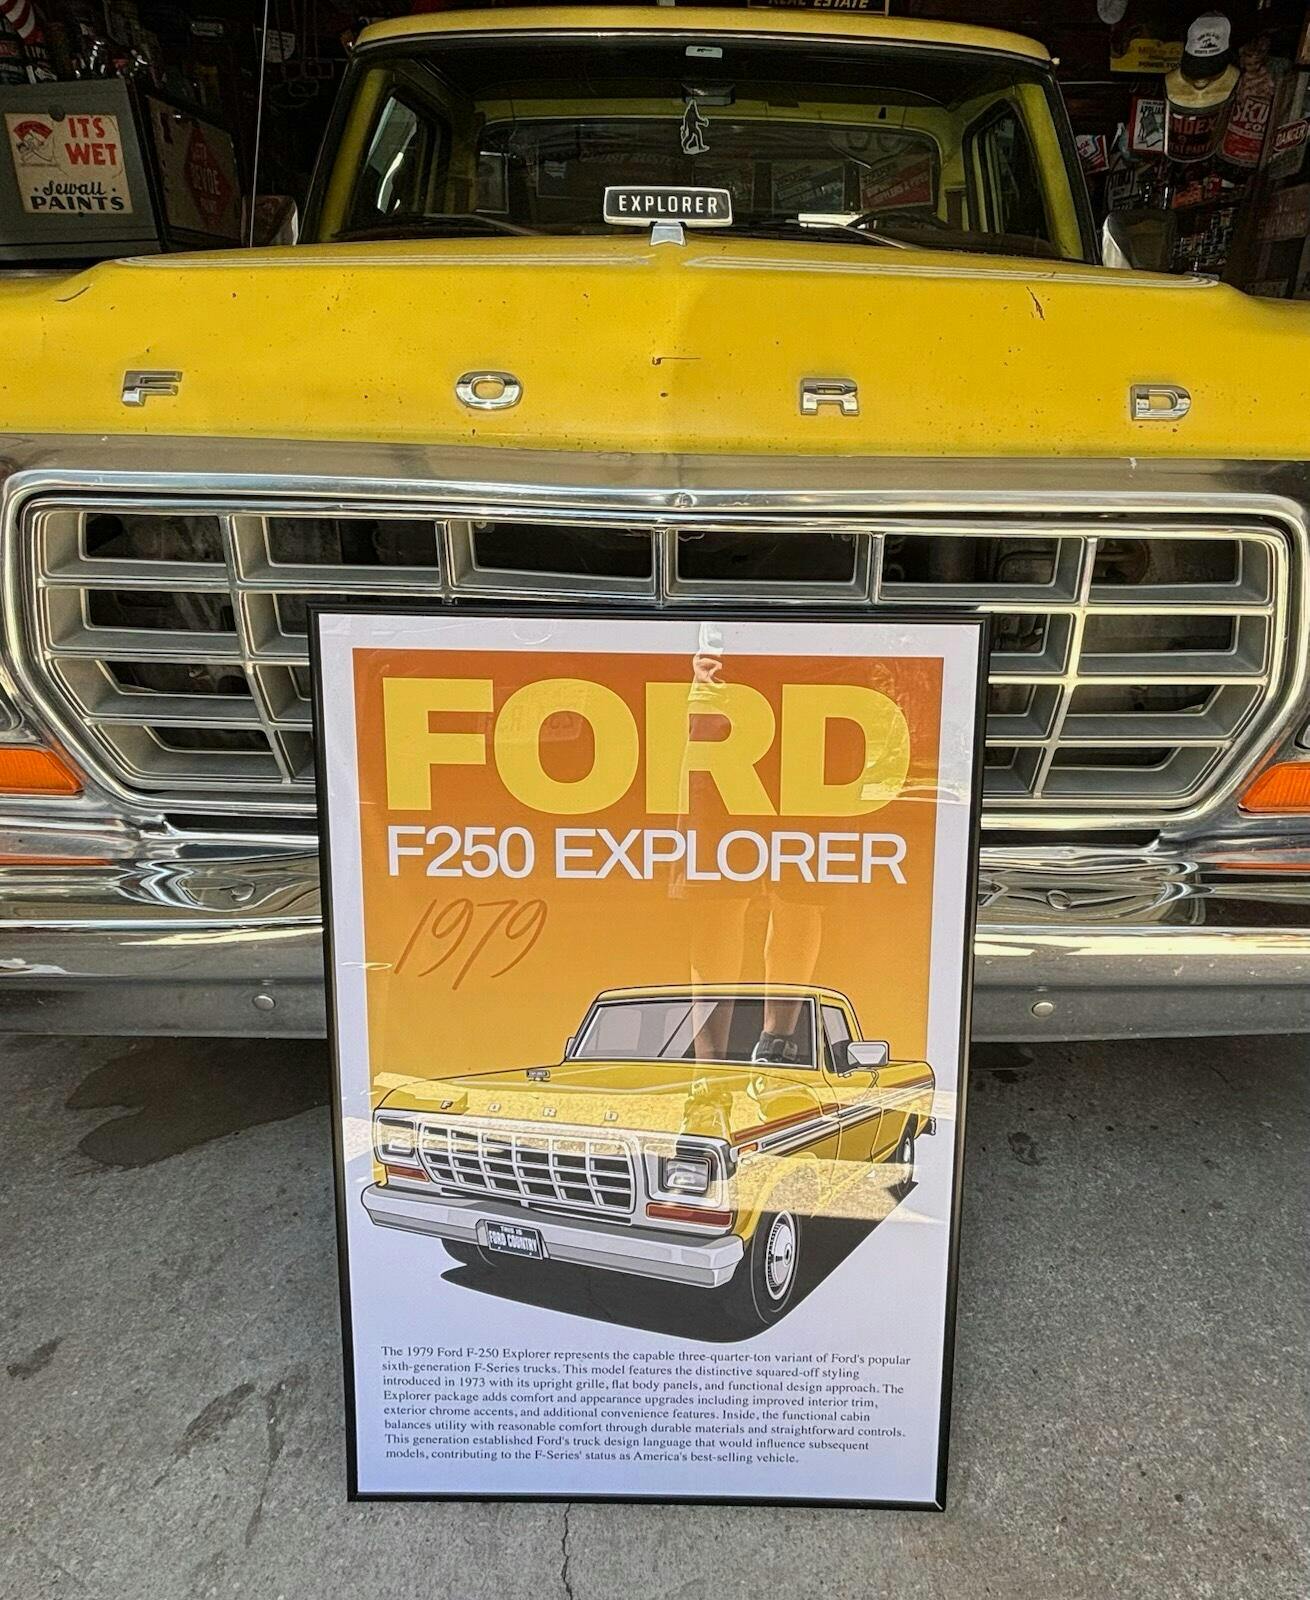 REAL ESTATE
ITS
WET
Sewall
PAINTS
EXPLORER
DANGER
F O R D
FORD
F250 EXPLORER
1979
F O R D
FORD COUNTRY
The 1979 Ford F-250 Explorer represents the capable three-quarter-ton variant of Ford's popular
sixth-generation F-Series trucks. This model features the distinctive squared-off styling
introduced in 1973 with its upright grille, flat body panels, and functional design approach. The
Explorer package adds comfort and appearance upgrades including improved interior trim,
exterior chrome accents, and additional convenience features. Inside, the functional cabin
balances utility with reasonable comfort through durable materials and straightforward controls.
This generation established Ford's truck design language that would influence subsequent
models, contributing to the F-Series' status as America's best-selling vehicle.